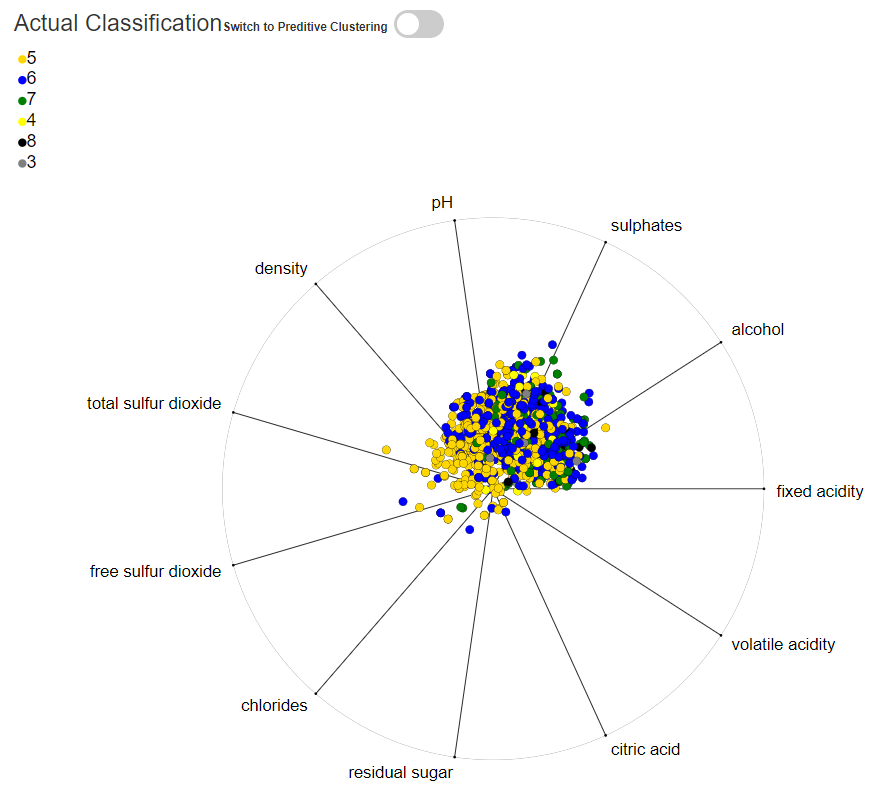 Actual Classification Switch to Preditive Clustering
5
6
7
4
8
3
pH
sulphates
density
alcohol
total sulfur dioxide
fixed acidity
free sulfur dioxide
volatile acidity
chlorides
citric acid
residual sugar